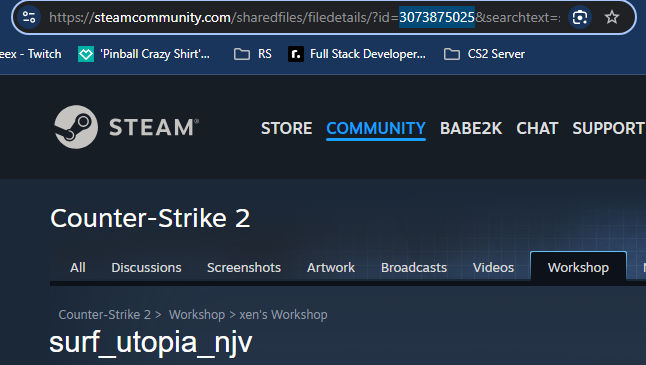 https://steamcommunity.com/sharedfiles/filedetails/?id=3073875025&searchtext=
eex - Twitch 'Pinball Crazy Shirt'... RS Full Stack Developer... CS2 Server
STEAM® STORE COMMUNITY BABE2K CHAT SUPPORT
Counter-Strike 2
All Discussions Screenshots Artwork Broadcasts Videos Workshop
Counter-Strike 2 > Workshop > xen's Workshop
surf_utopia_njv